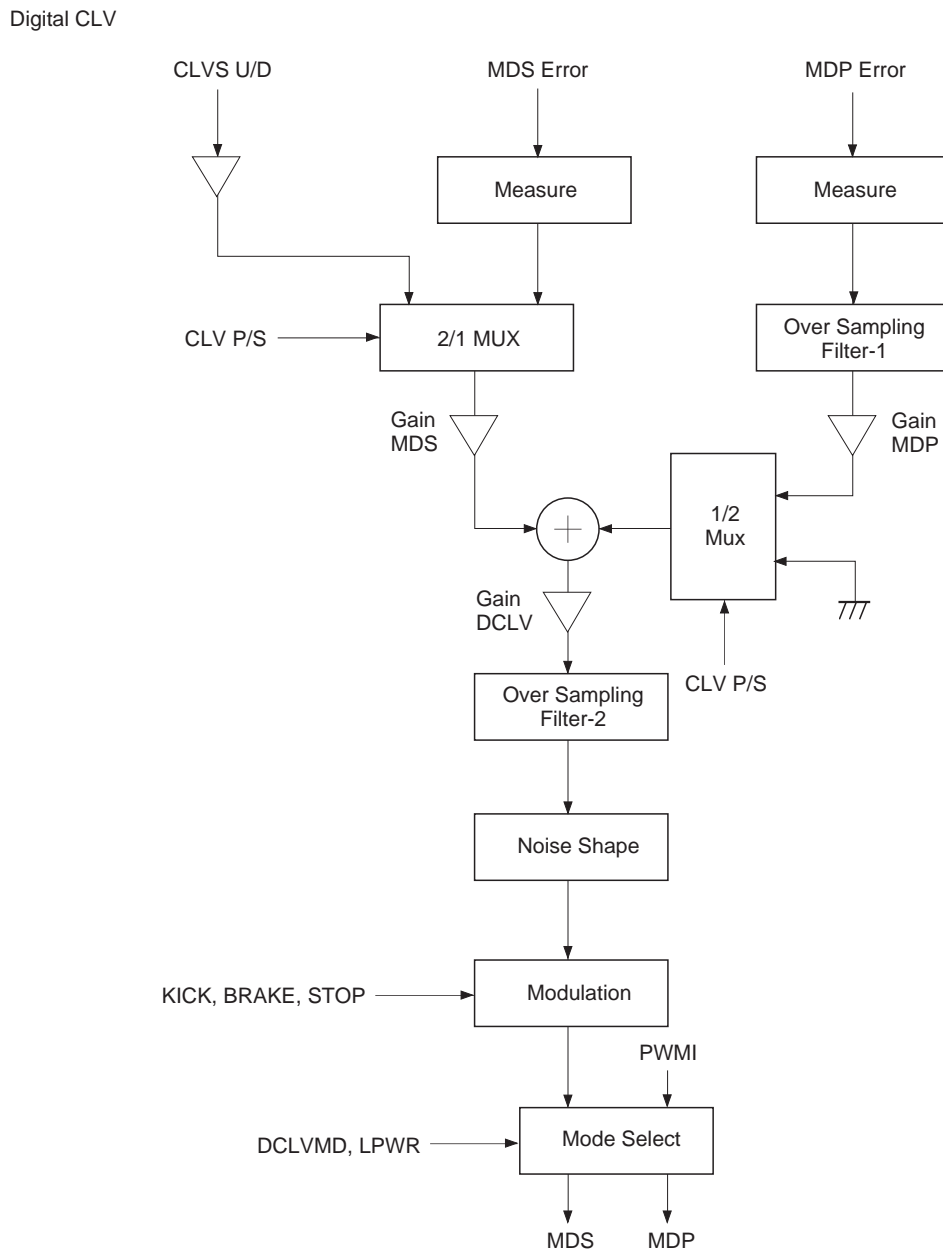 Digital CLV
CLVS U/D
MDS Error
MDP Error
Measure
Measure
CLV P/S
2/1 MUX
Over Sampling
Filter-1
Gain
MDS
Gain
MDP
1/2
Mux
Gain
DCLV
CLV P/S
Over Sampling
Filter-2
Noise Shape
KICK, BRAKE, STOP
Modulation
PWMI
DCLVMD, LPWR
Mode Select
MDS
MDP